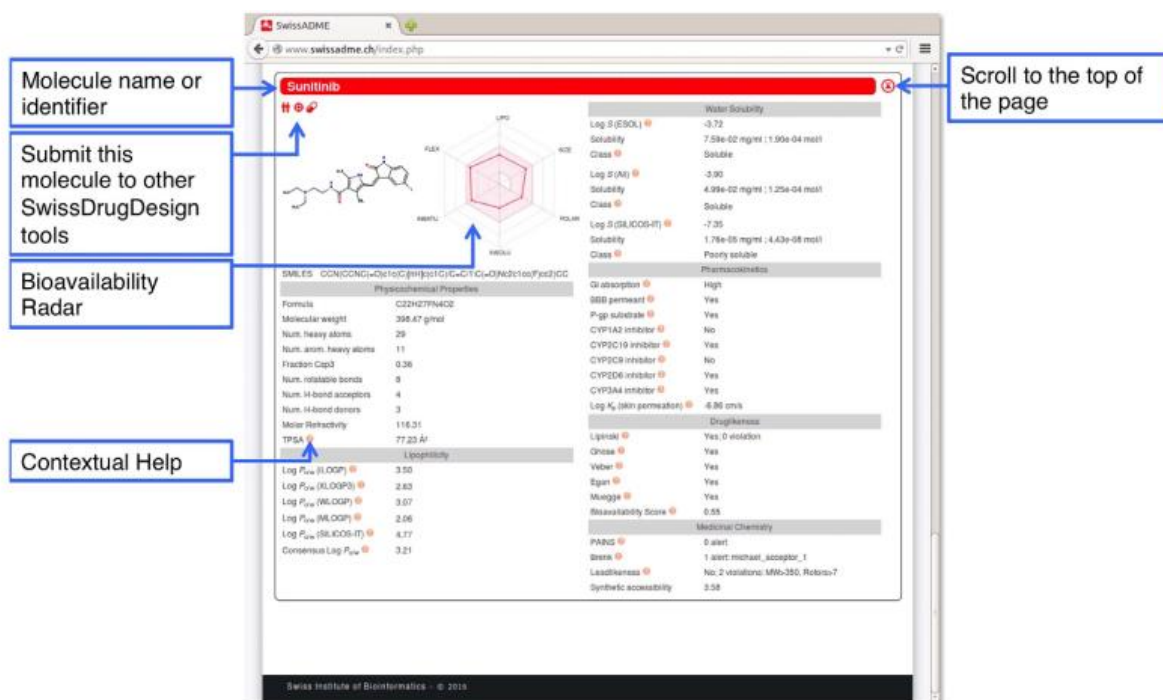 SwissADME
www.swissadme.ch/index.php
Molecule name or
identifier
Submit this
molecule to other
SwissDrugDesign
tools
Bioavailability
Radar
Contextual Help
Scroll to the top of
the page
Sunitinib
LIPO
FLEX
SIZE
INSATU
POLAR
INSOLU
SMILES CCN(CCNC(=O)c1c(C)[nH]c(c1C)/C=C/1\C(=O)Nc2c1cc(F)cc2)CC
Physicochemical Properties
Formula C22H27FN4O2
Molecular weight 398.47 g/mol
Num. heavy atoms 29
Num. arom. heavy atoms 11
Fraction Csp3 0.36
Num. rotatable bonds 8
Num. H-bond acceptors 4
Num. H-bond donors 3
Molar Refractivity 116.31
TPSA 77.23 Å²
Lipophilicity
Log Po/w (iLOGP) 3.50
Log Po/w (XLOGP3) 2.63
Log Po/w (WLOGP) 3.07
Log Po/w (MLOGP) 2.06
Log Po/w (SILICOS-IT) 4.77
Consensus Log Po/w 3.21
Water Solubility
Log S (ESOL) -3.72
Solubility 7.59e-02 mg/ml ; 1.90e-04 mol/l
Class Soluble
Log S (Ali) -3.90
Solubility 4.99e-02 mg/ml ; 1.25e-04 mol/l
Class Soluble
Log S (SILICOS-IT) -7.35
Solubility 1.76e-05 mg/ml ; 4.43e-08 mol/l
Class Poorly soluble
Pharmacokinetics
GI absorption High
BBB permeant Yes
P-gp substrate Yes
CYP1A2 inhibitor No
CYP2C19 inhibitor Yes
CYP2C9 inhibitor No
CYP2D6 inhibitor Yes
CYP3A4 inhibitor Yes
Log Kp (skin permeation) -6.86 cm/s
Druglikeness
Lipinski Yes; 0 violation
Ghose Yes
Veber Yes
Egan Yes
Muegge Yes
Bioavailability Score 0.55
Medicinal Chemistry
PAINS 0 alert
Brenk 1 alert: michael_acceptor_1
Leadlikeness No; 2 violations: MW>350, Rotors>7
Synthetic accessibility 3.58
Swiss Institute of Bioinformatics - © 2015